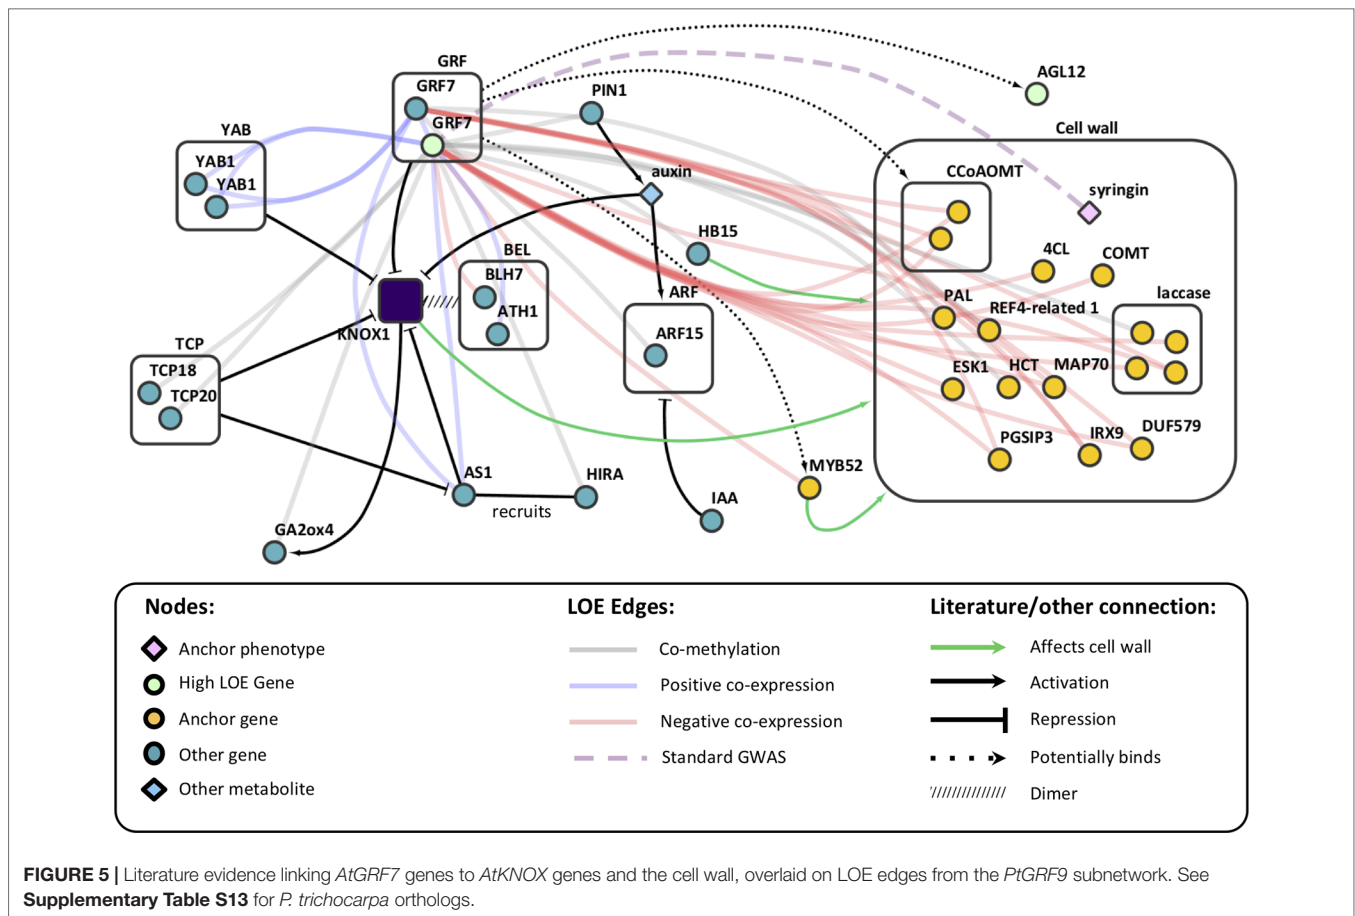 AGL12
GRF
GRF7
GRF7
PIN1
Cell wall
YAB
YAB1
YAB1
auxin
CCoAOMT
syringin
HB15
4CL
COMT
BEL
BLH7
ATH1
ARF
ARF15
PAL
REF4-related 1
laccase
KNOX1
TCP
TCP18
TCP20
ESK1
HCT
MAP70
PGSIP3
IRX9
DUF579
AS1
HIRA
recruits
MYB52
IAA
GA2ox4
Nodes:
Anchor phenotype
High LOE Gene
Anchor gene
Other gene
Other metabolite
LOE Edges:
Co-methylation
Positive co-expression
Negative co-expression
Standard GWAS
Literature/other connection:
Affects cell wall
Activation
Repression
Potentially binds
Dimer
FIGURE 5 | Literature evidence linking AtGRF7 genes to AtKNOX genes and the cell wall, overlaid on LOE edges from the PtGRF9 subnetwork. See
Supplementary Table S13 for P. trichocarpa orthologs.